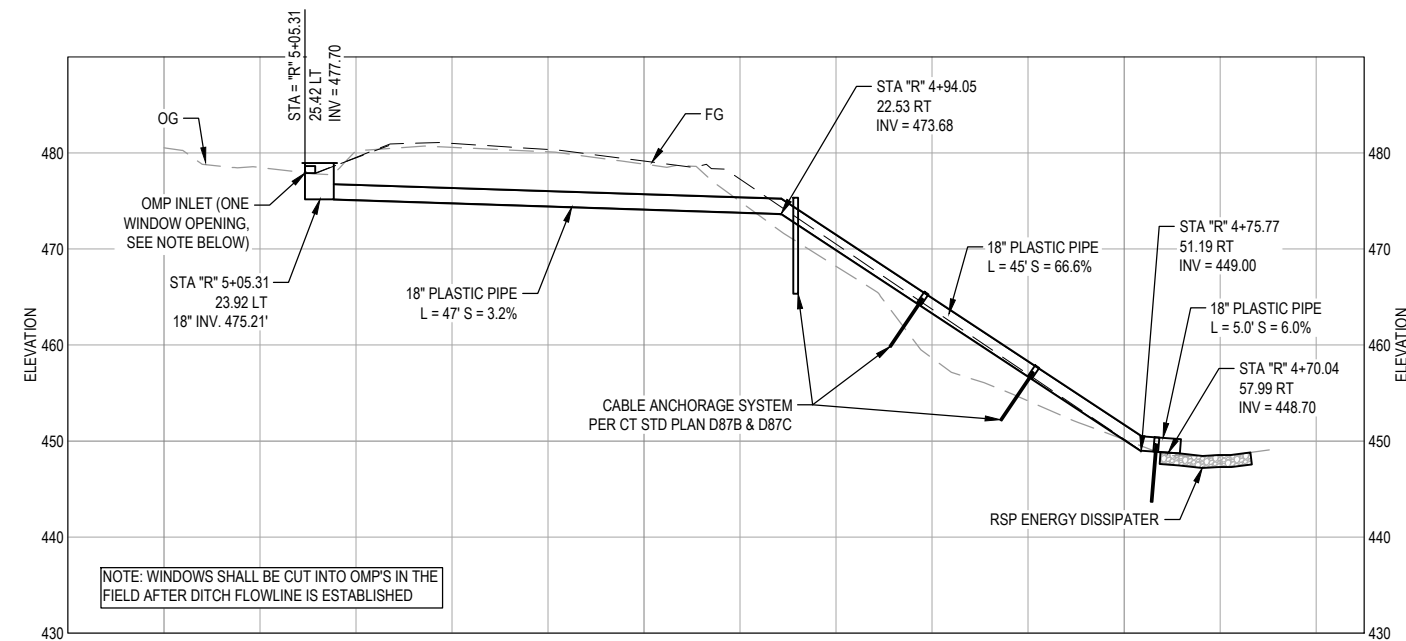 STA = "R" 5+05.31
25.42 LT
INV = 477.70
OG
FG
STA "R" 4+94.05
22.53 RT
INV = 473.68
480
480
OMP INLET (ONE
WINDOW OPENING,
SEE NOTE BELOW)
STA "R" 4+75.77
51.19 RT
INV = 449.00
470
18" PLASTIC PIPE
L = 45' S = 66.6%
470
STA "R" 5+05.31
23.92 LT
18" INV. 475.21'
18" PLASTIC PIPE
L = 47' S = 3.2%
18" PLASTIC PIPE
L = 5.0' S = 6.0%
ELEVATION
ELEVATION
460
460
STA "R" 4+70.04
57.99 RT
INV = 448.70
CABLE ANCHORAGE SYSTEM
PER CT STD PLAN D87B & D87C
450
450
RSP ENERGY DISSIPATER
440
440
NOTE: WINDOWS SHALL BE CUT INTO OMP'S IN THE
FIELD AFTER DITCH FLOWLINE IS ESTABLISHED
430
430